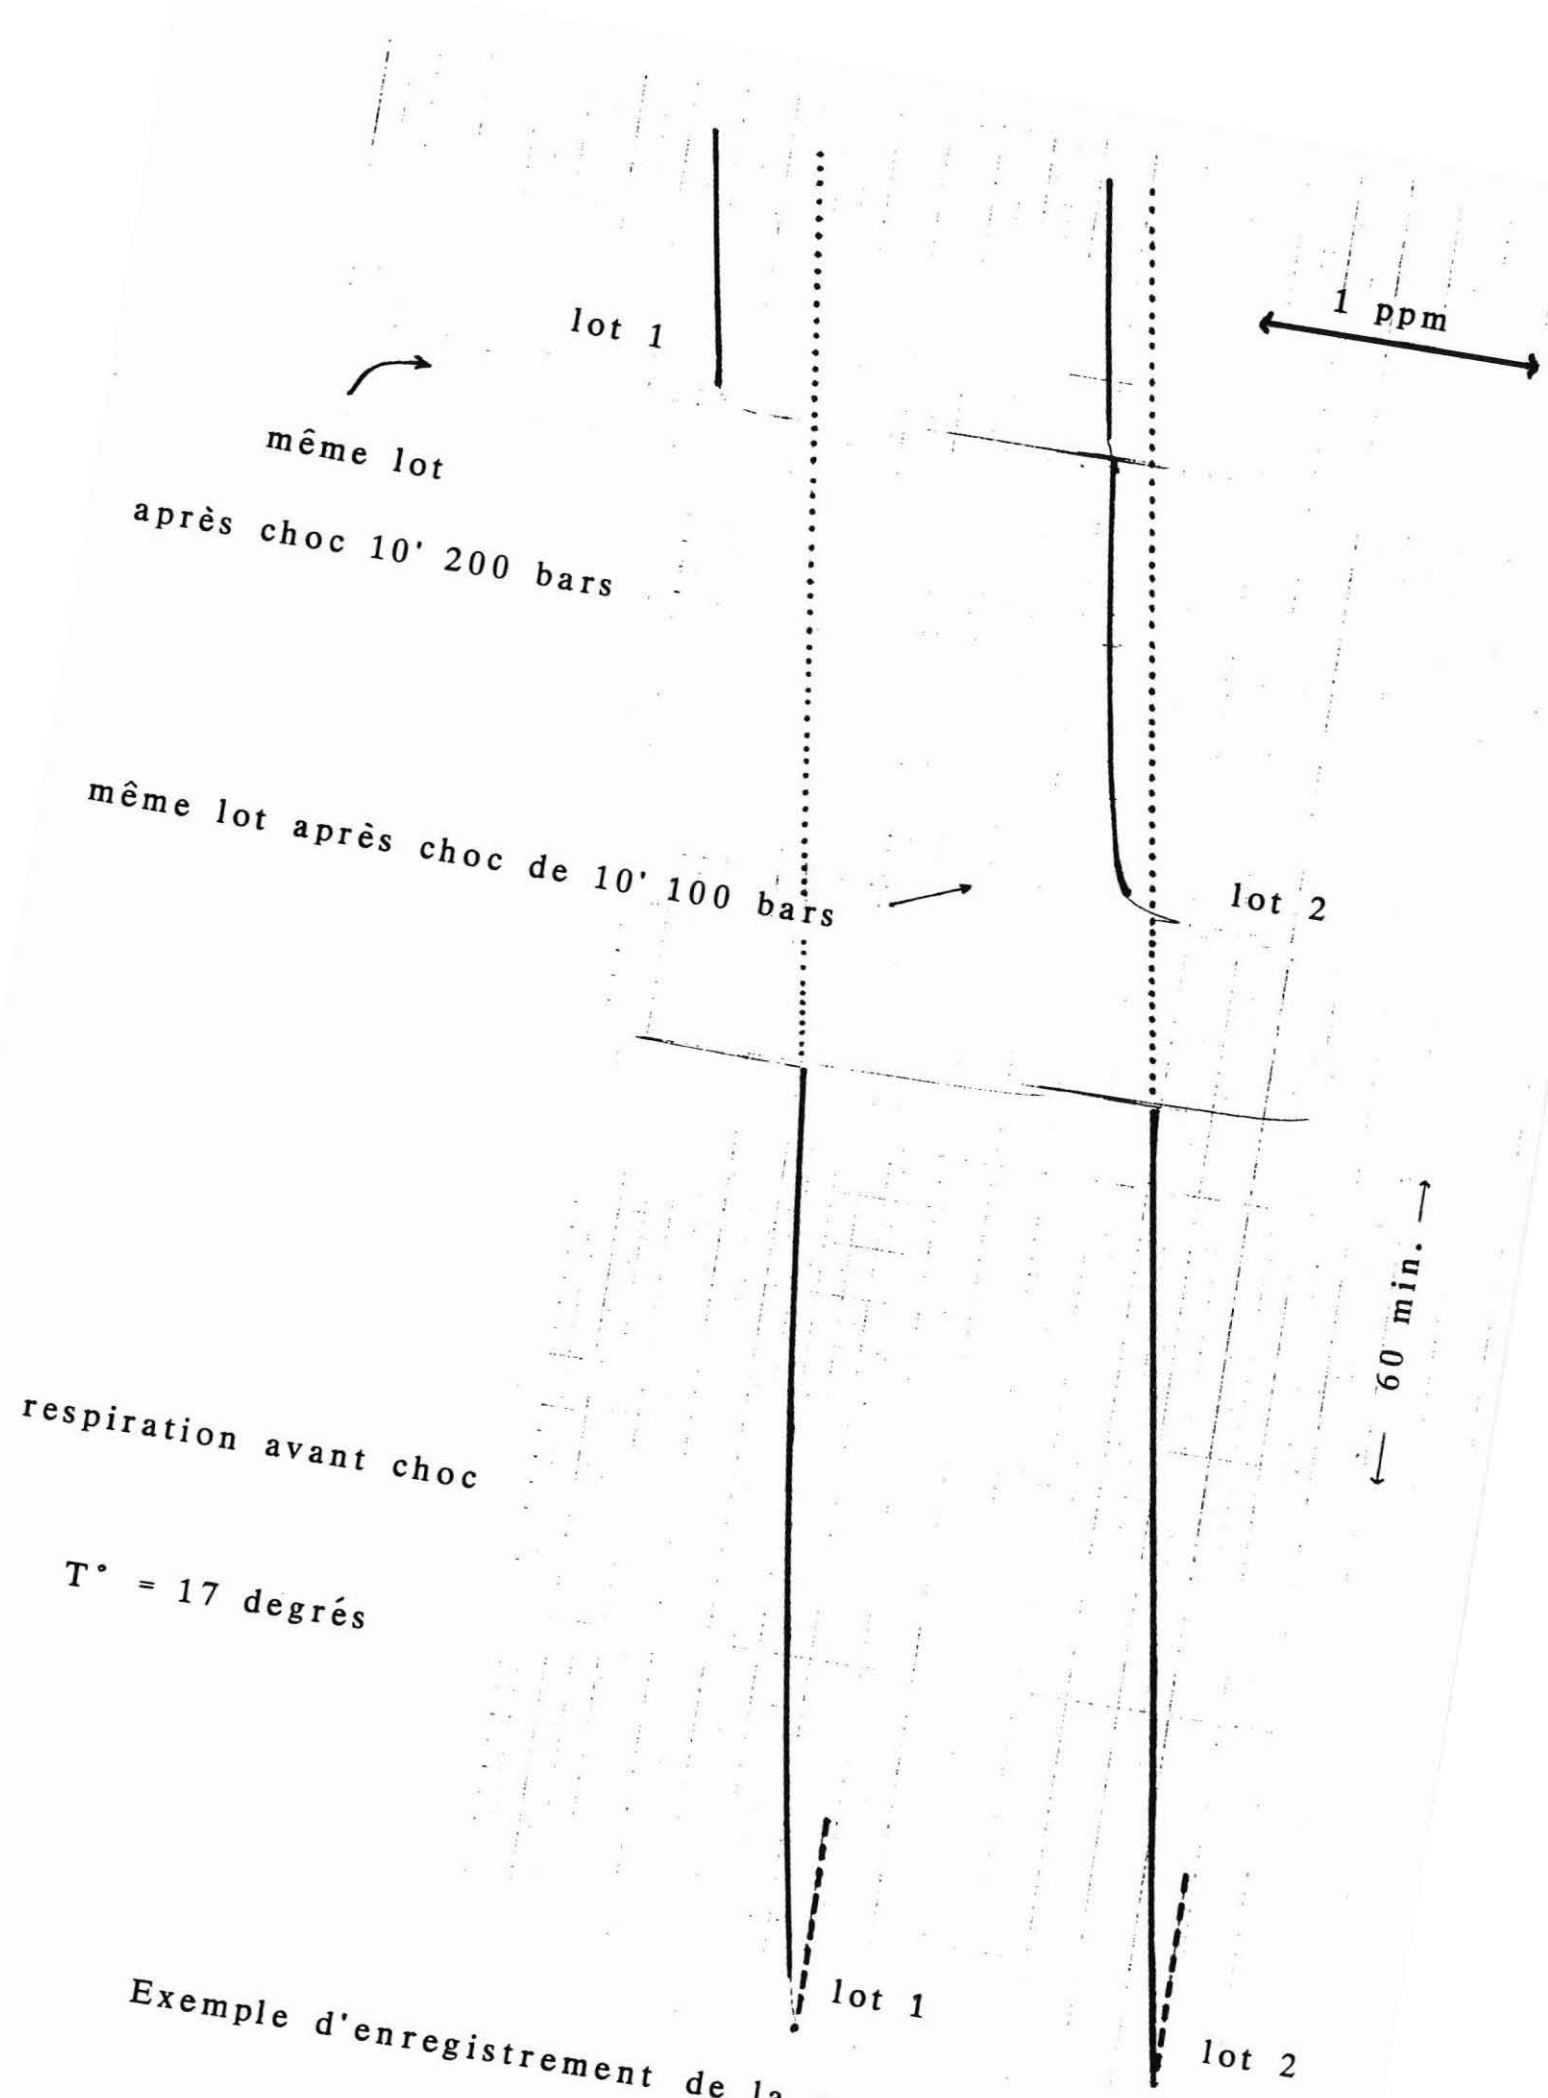 lot 1
1 ppm
même lot
après choc 10' 200 bars
même lot après choc de 10' 100 bars
lot 2
60 min.
respiration avant choc
T° = 17 degrés
lot 1
lot 2
Exemple d'enregistrement de la